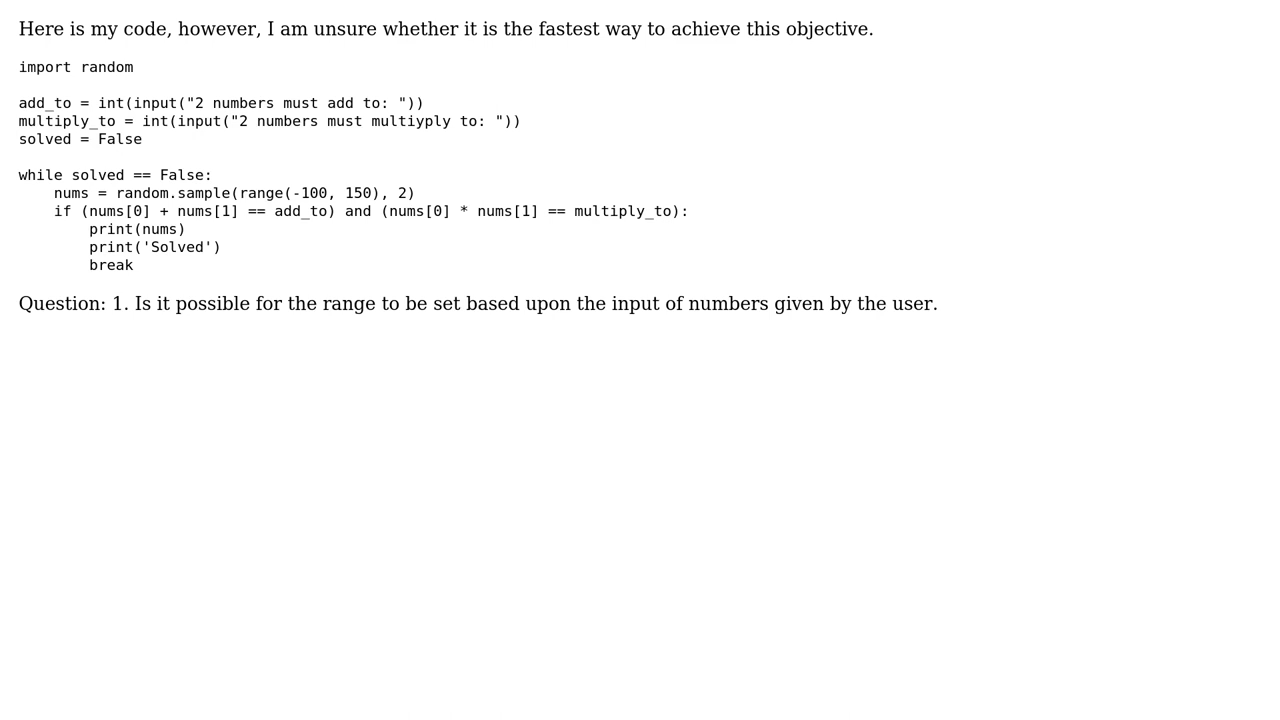 Here is my code, however, I am unsure whether it is the fastest way to achieve this objective.
import random
add_to = int(input("2 numbers must add to: "))
multiply_to = int(input("2 numbers must multiyply to: "))
solved = False
while solved == False:
    nums = random.sample(range(-100, 150), 2)
    if (nums[0] + nums[1] == add_to) and (nums[0] * nums[1] == multiply_to):
        print(nums)
        print('Solved')
        break
Question: 1. Is it possible for the range to be set based upon the input of numbers given by the user.